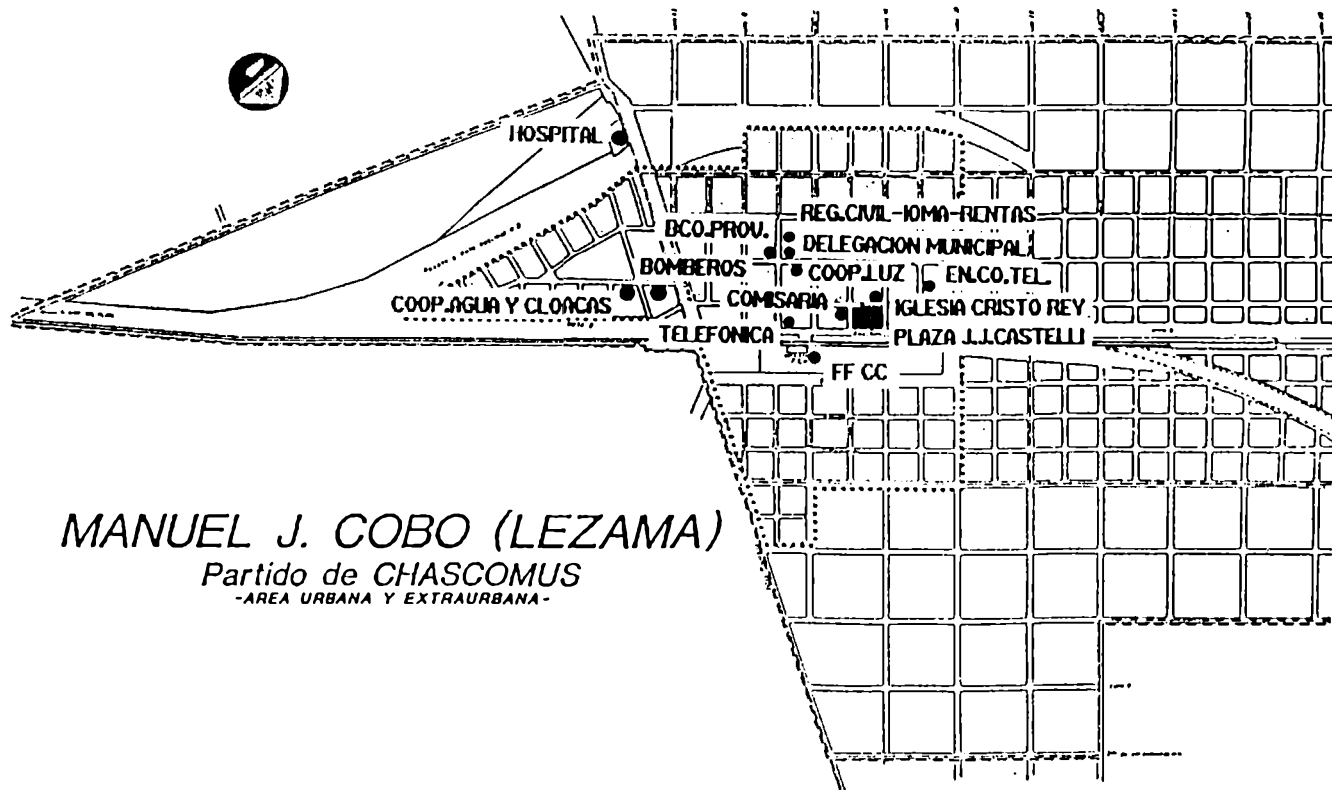 HOSPITAL
REG.CIVIL-IOMA-RENTAS
BCO.PROV.
DELEGACION MUNICIPAL
BOMBEROS
COOP.LUZ
EN.CO.TEL.
COOP.AGUA Y CLOACAS
COMISARIA
IGLESIA CRISTO REY
TELEFONICA
PLAZA J.J.CASTELLI
FF CC
MANUEL J. COBO (LEZAMA)
Partido de CHASCOMUS
-AREA URBANA Y EXTRAURBANA-